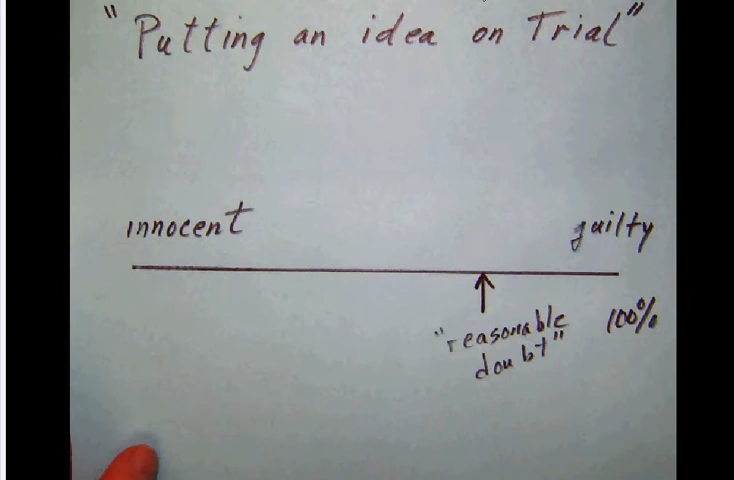 "Putting an idea on Trial"
innocent guilty
"reasonable 100%
doubt"